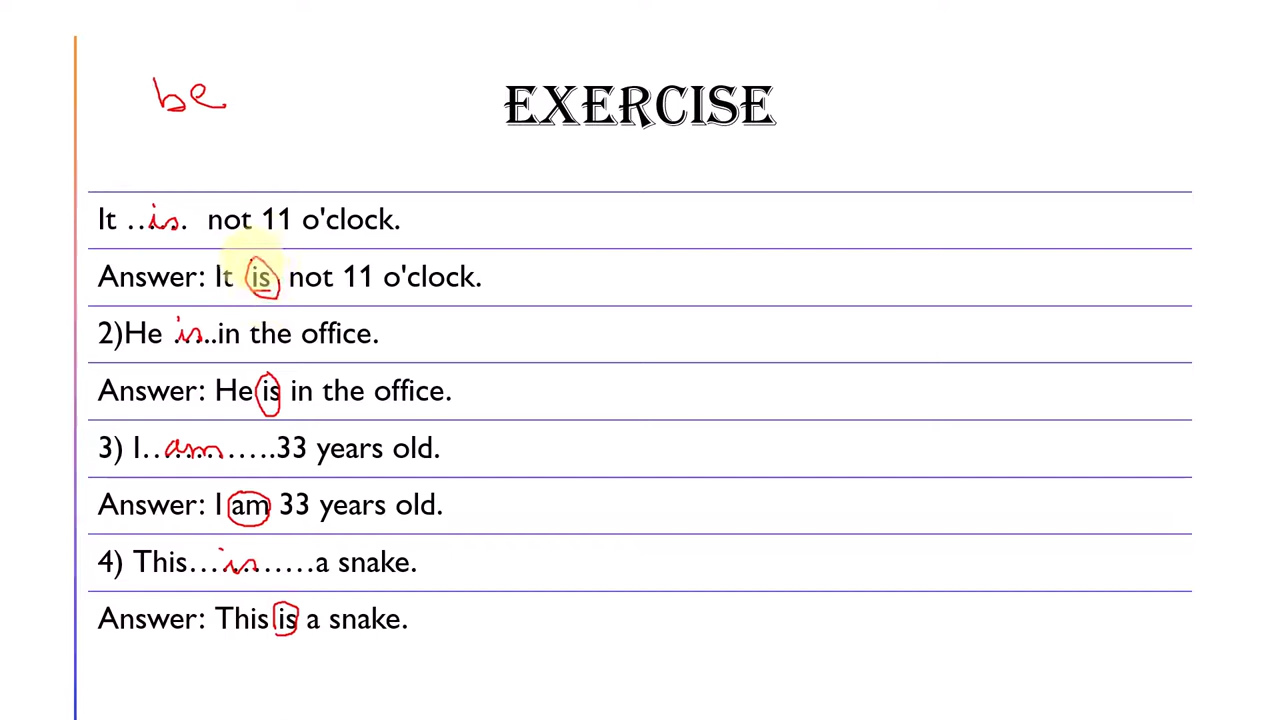 be
EXERCISE
It ..is.. not 11 o'clock.
Answer: It is not 11 o'clock.
2)He .is..in the office.
Answer: He is in the office.
3) I..am…..33 years old.
Answer: I am 33 years old.
4) This…is……a snake.
Answer: This is a snake.